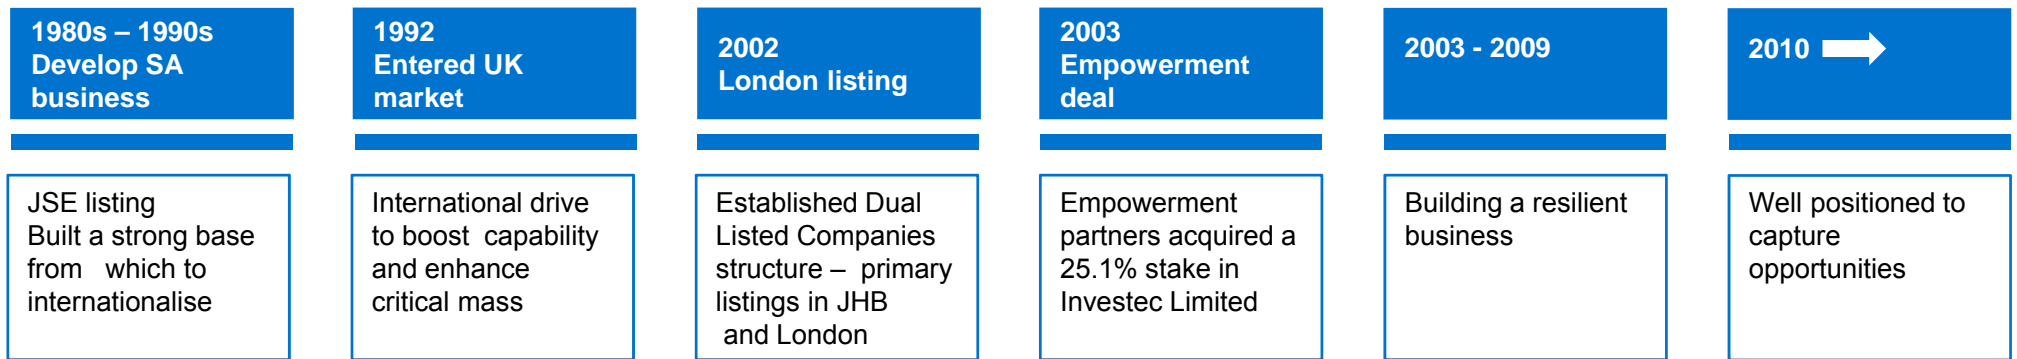 1980s – 1990s
Develop SA
business
1992
Entered UK
market
2002
London listing
2003
Empowerment
deal
2003 - 2009
2010
JSE listing
Built a strong base
from which to
internationalise
International drive
to boost capability
and enhance
critical mass
Established Dual
Listed Companies
structure – primary
listings in JHB
and London
Empowerment
partners acquired a
25.1% stake in
Investec Limited
Building a resilient
business
Well positioned to
capture
opportunities